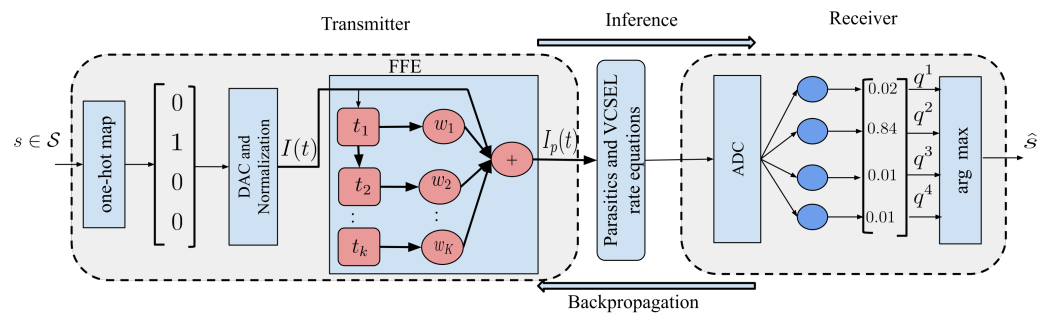 Transmitter
Inference
Receiver
s ∈ 𝒮
one-hot map
0
1
0
0
DAC and
Normalization
I(t)
FFE
t₁
w₁
t₂
w₂
:
:
tₖ
w_K
+
I_p(t)
Parasitics and VCSEL
rate equations
ADC
0.02
0.84
0.01
0.01
q¹
q²
q³
q⁴
arg max
ŝ
Backpropagation